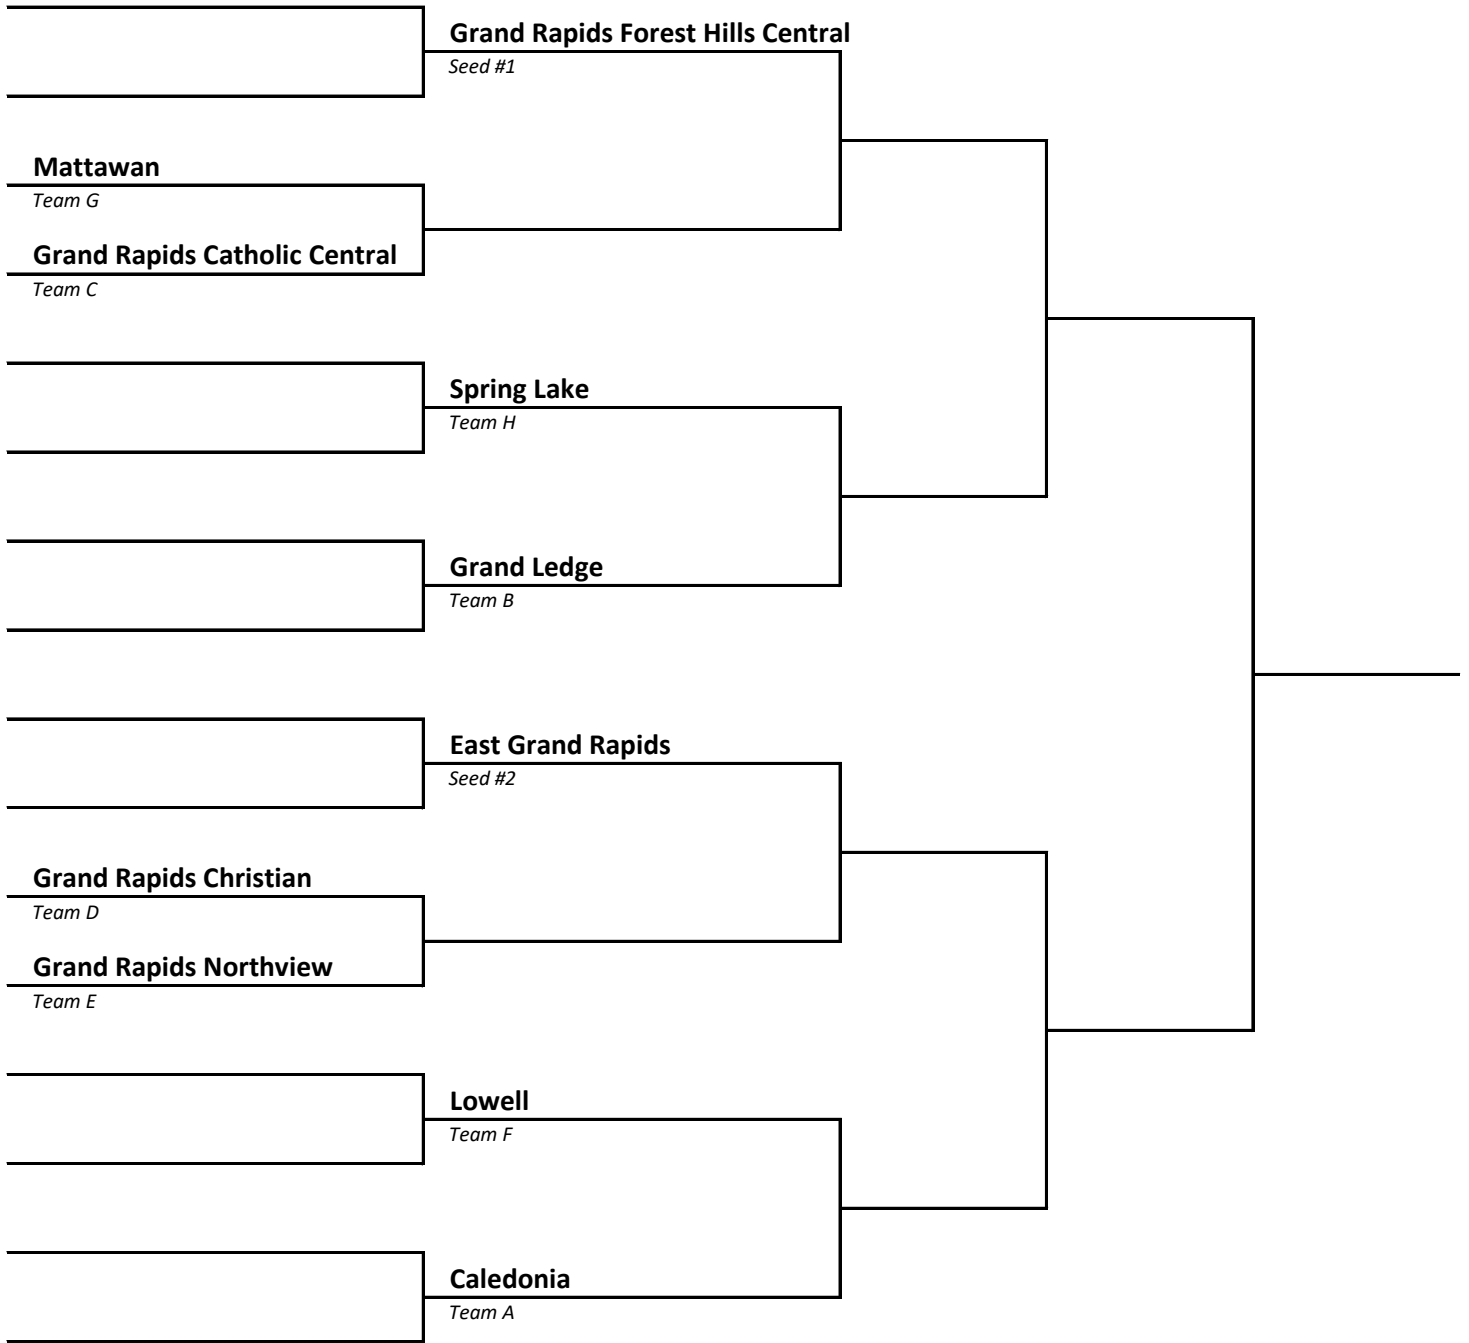 Grand Rapids Forest Hills Central
Seed #1
Mattawan
Team G
Grand Rapids Catholic Central
Team C
Spring Lake
Team H
Grand Ledge
Team B
East Grand Rapids
Seed #2
Grand Rapids Christian
Team D
Grand Rapids Northview
Team E
Lowell
Team F
Caledonia
Team A